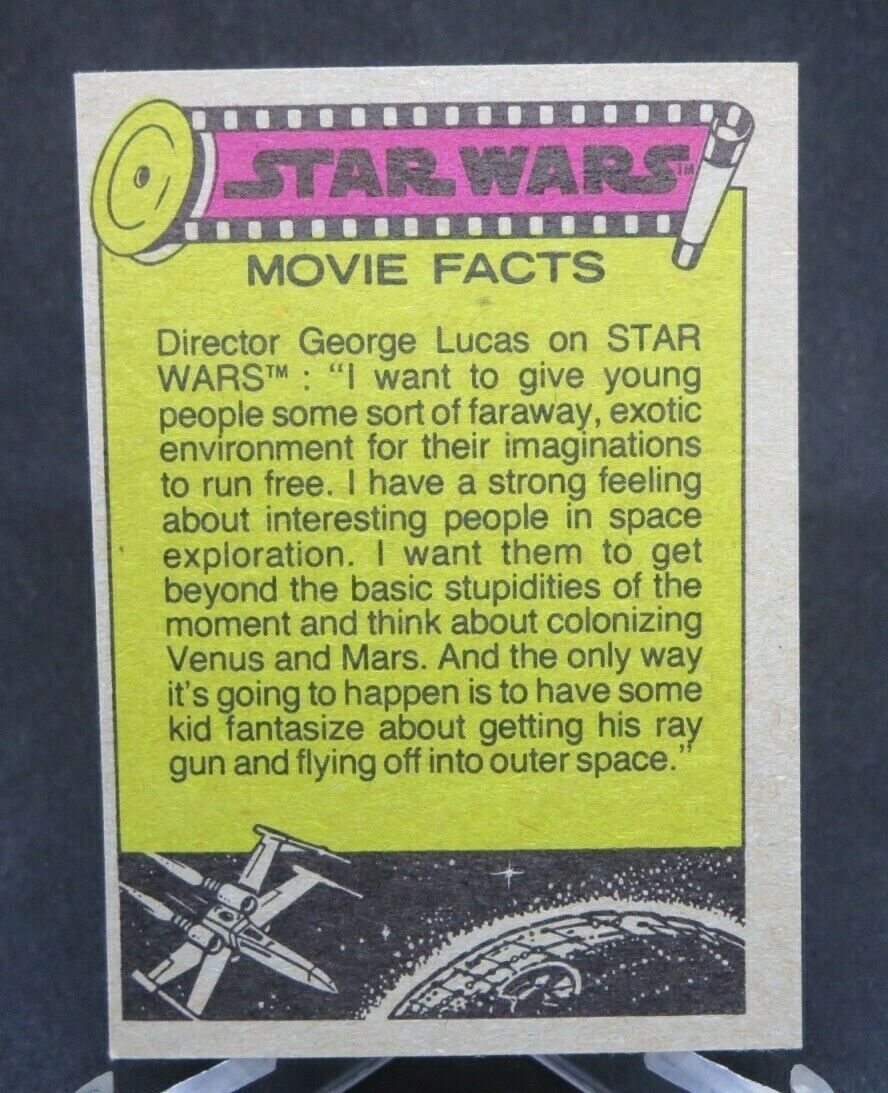 STAR WARS™
MOVIE FACTS
Director George Lucas on STAR
WARS™ : “I want to give young
people some sort of faraway, exotic
environment for their imaginations
to run free. I have a strong feeling
about interesting people in space
exploration. I want them to get
beyond the basic stupidities of the
moment and think about colonizing
Venus and Mars. And the only way
it's going to happen is to have some
kid fantasize about getting his ray
gun and flying off into outer space.”